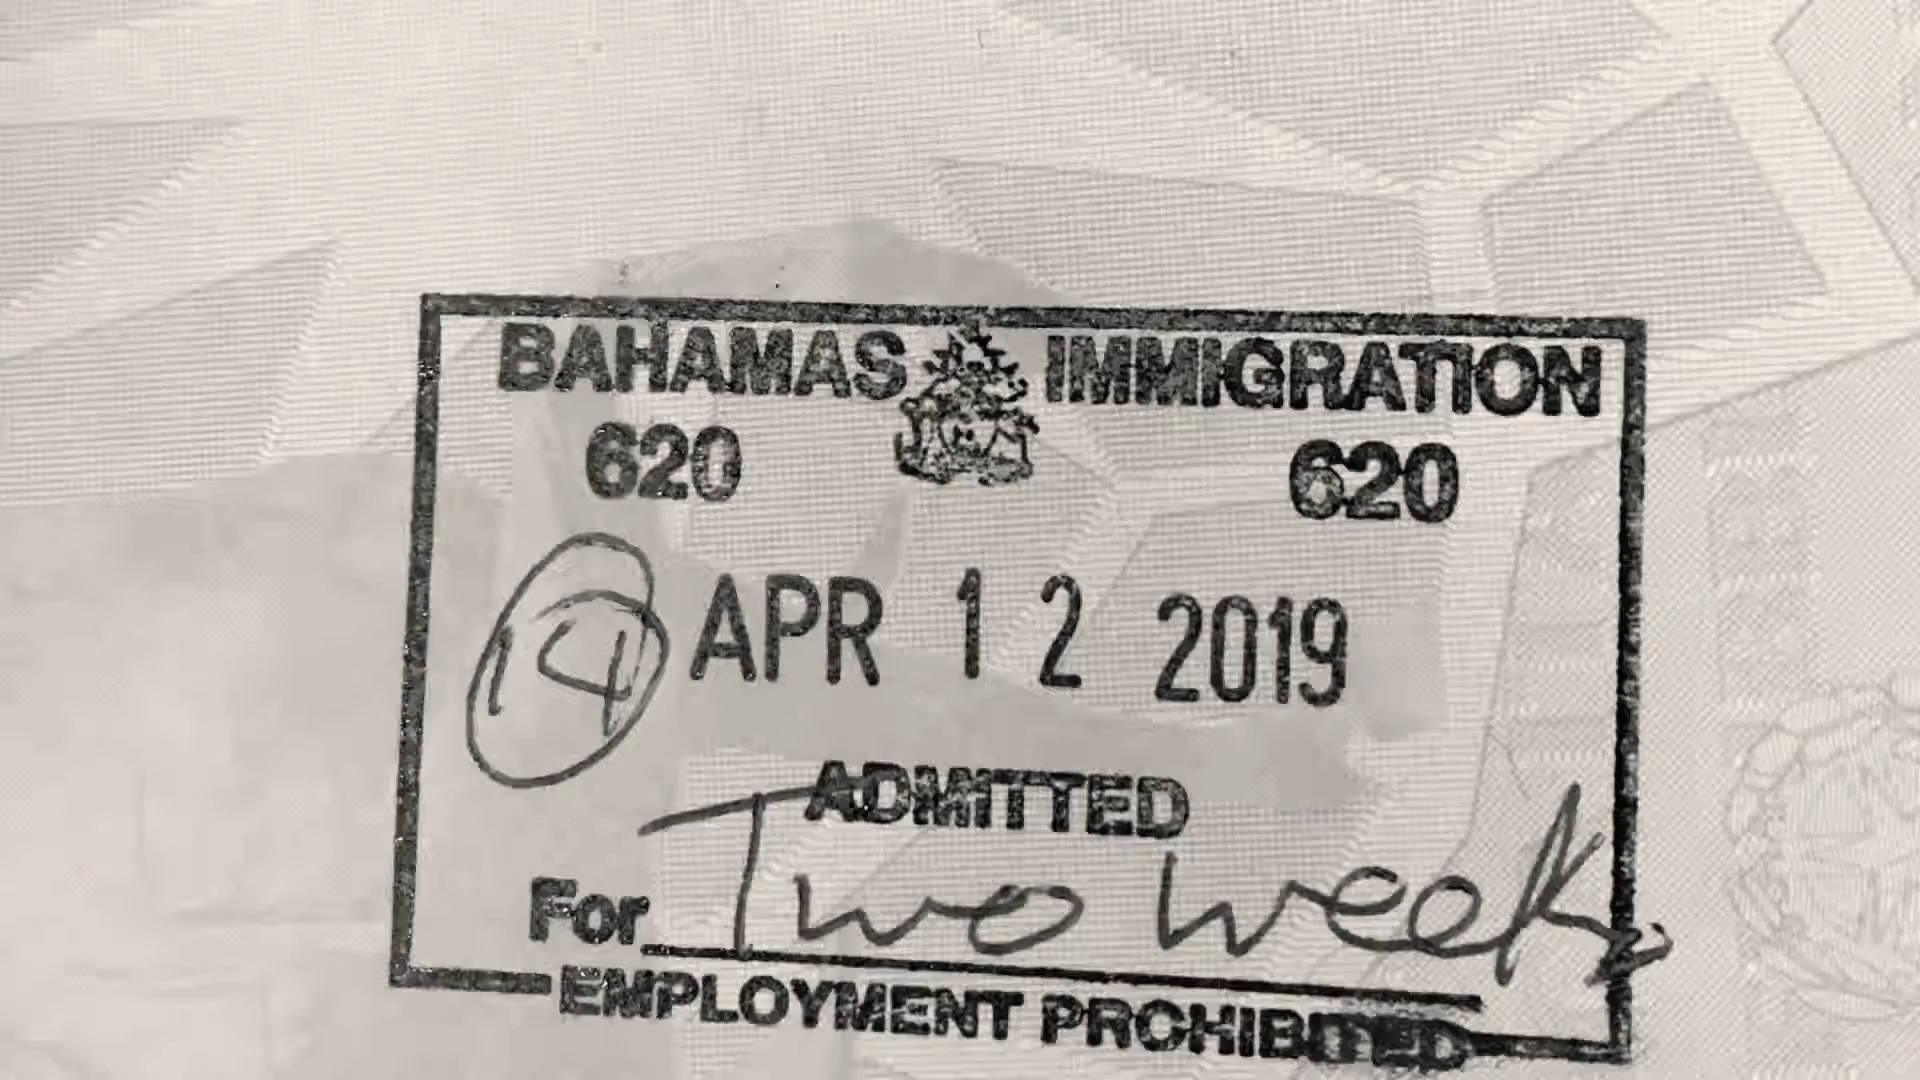 BAHAMAS IMMIGRATION
620 620
14 APR 12 2019
ADMITTED
For Two weeks
EMPLOYMENT PROHIBITED